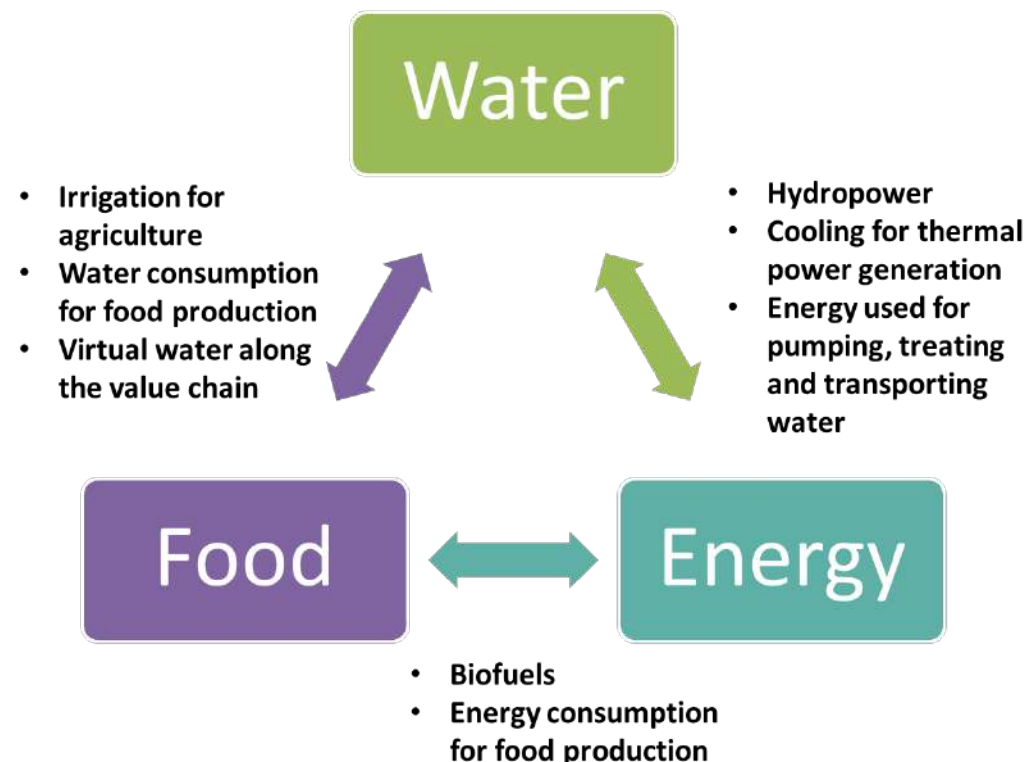 Water
• Irrigation for
agriculture
• Water consumption
for food production
• Virtual water along
the value chain
• Hydropower
• Cooling for thermal
power generation
• Energy used for
pumping, treating
and transporting
water
Food
Energy
• Biofuels
• Energy consumption
for food production